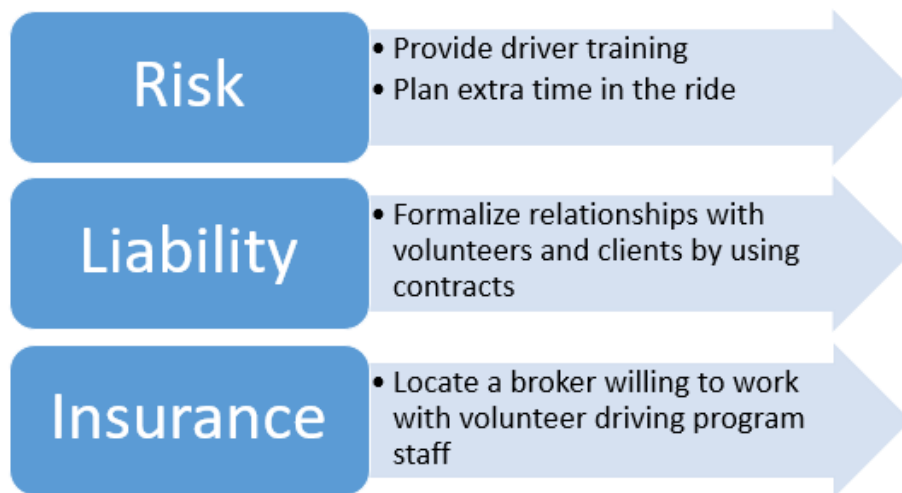 Risk
• Provide driver training
• Plan extra time in the ride
Liability
• Formalize relationships with
volunteers and clients by using
contracts
Insurance
• Locate a broker willing to work
with volunteer driving program
staff